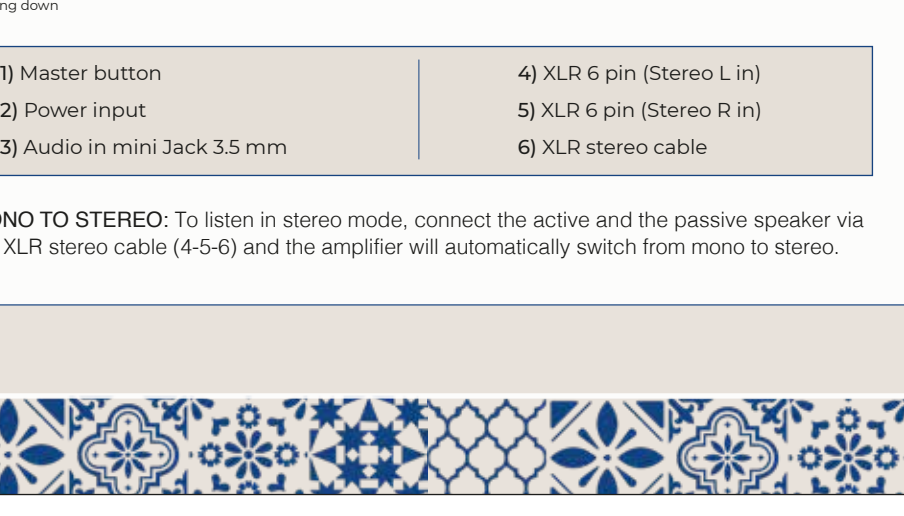 ng down
1) Master button
2) Power input
3) Audio in mini Jack 3.5 mm
4) XLR 6 pin (Stereo L in)
5) XLR 6 pin (Stereo R in)
6) XLR stereo cable
NO TO STEREO: To listen in stereo mode, connect the active and the passive speaker via
XLR stereo cable (4-5-6) and the amplifier will automatically switch from mono to stereo.